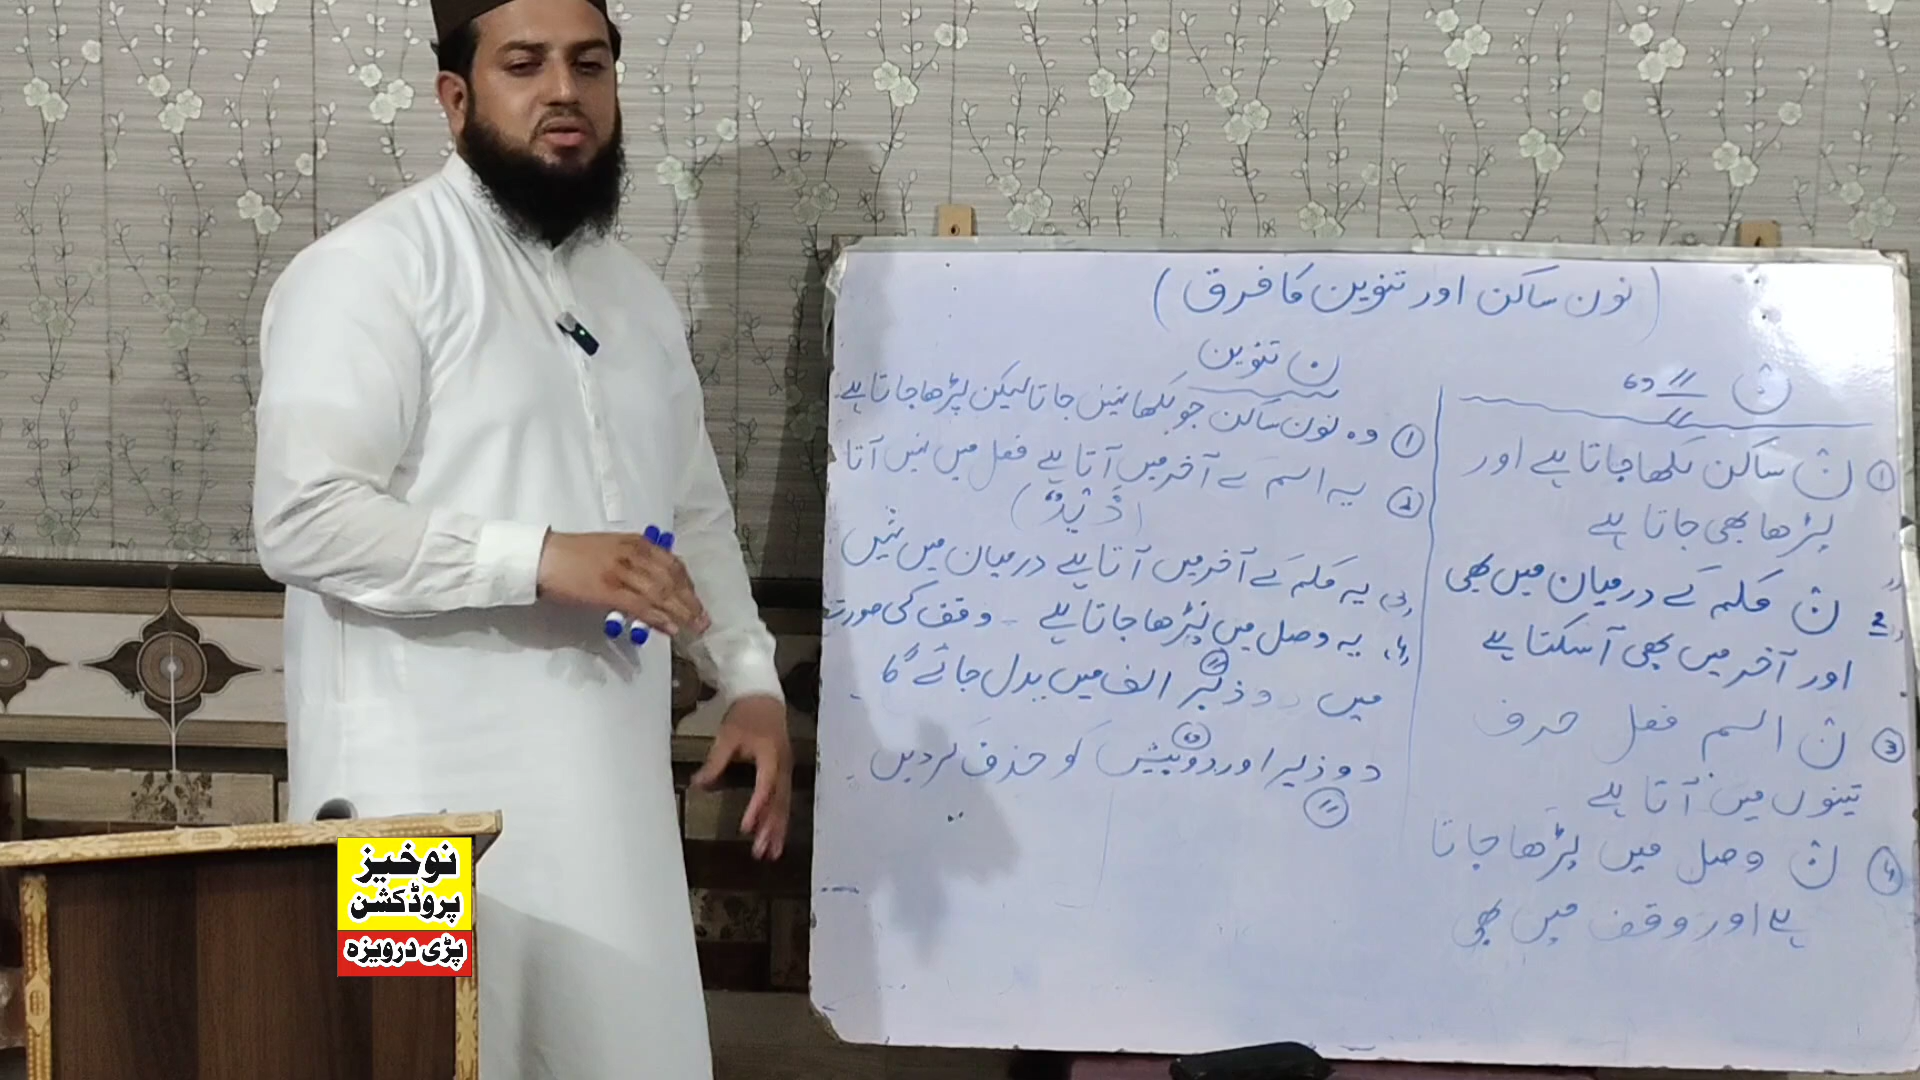 (نون ساکن اور تنوین کا فرق)
نْ
① نْ ساکن لکھا جاتا ہے اور
پڑھا بھی جاتا ہے
2 نْ کلمہ کے درمیان میں بھی
اور آخر میں بھی آ سکتا ہے
③ نْ اسم فعل حرف
تینوں میں آتا ہے
④ نْ وصل میں پڑھا جاتا
ہے اور وقف میں بھی
ن تنوین
① وہ نون ساکن جو لکھا نہیں جاتا لیکن پڑھا جاتا ہے
② یہ اسم کے آخر میں آتا ہے فعل میں نہیں آتا
(3) یہ کلمہ کے آخر میں آتا ہے درمیان میں نہیں
(4) یہ وصل میں پڑھا جاتا ہے - وقف کی صورت
میں دو زبر الف میں بدل جائے گا
دو زیر اور دو پیش کو حذف کر دیں
نوخیز
پروڈکشن
پڑی درویزہ